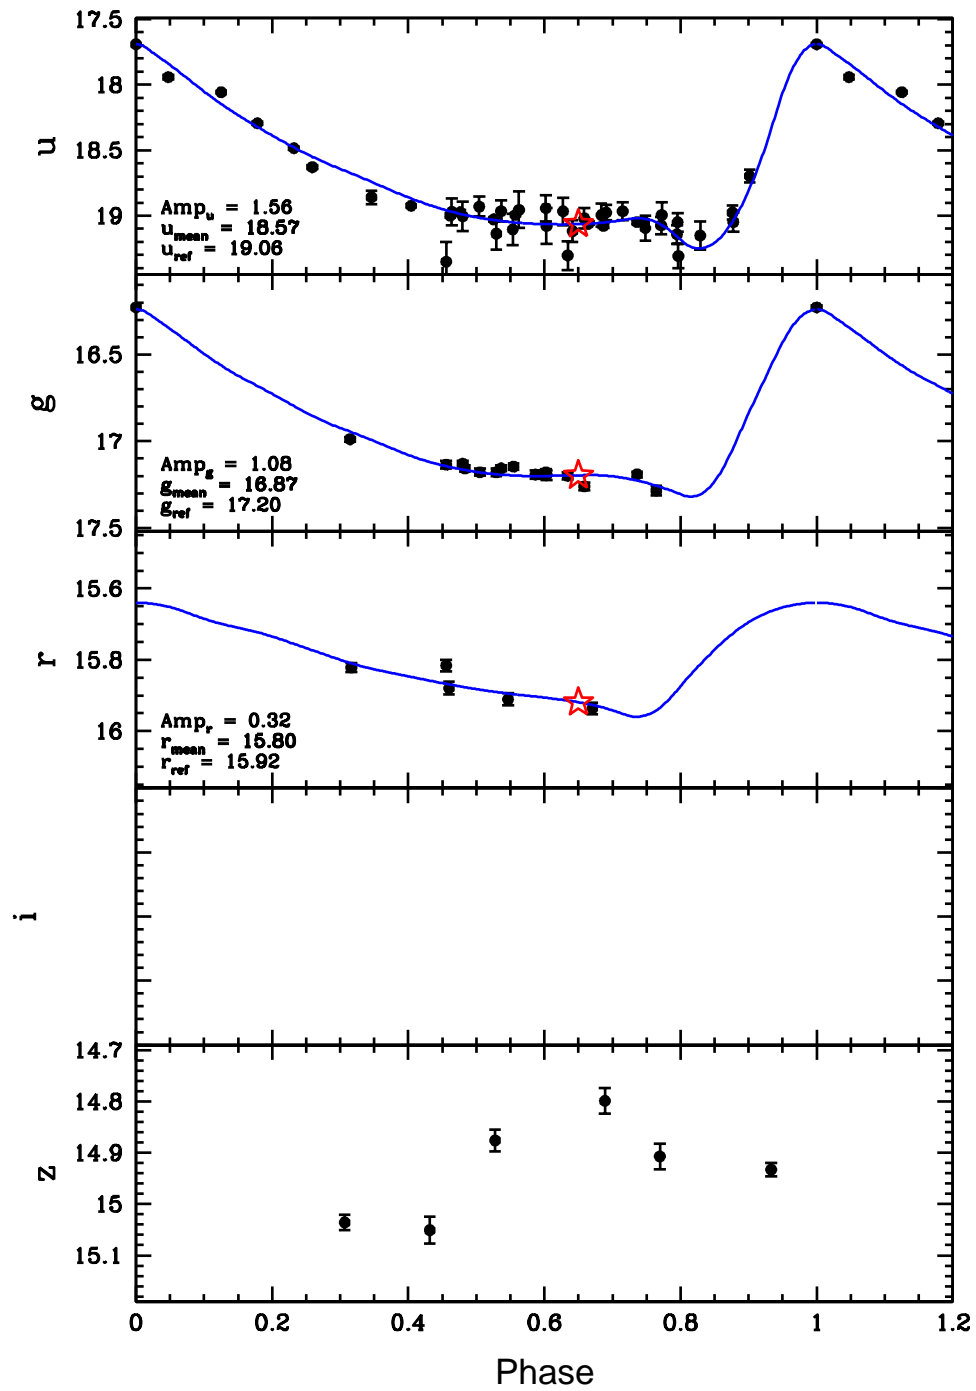 17.5
18
18.5
19
u
Amp_u = 1.56
u_mean = 18.57
u_ref = 19.06
16.5
17
17.5
g
Amp_g = 1.08
g_mean = 16.87
g_ref = 17.20
15.6
15.8
16
r
Amp_r = 0.32
r_mean = 15.80
r_ref = 15.92
i
14.7
14.8
14.9
15
15.1
z
0 0.2 0.4 0.6 0.8 1 1.2
Phase